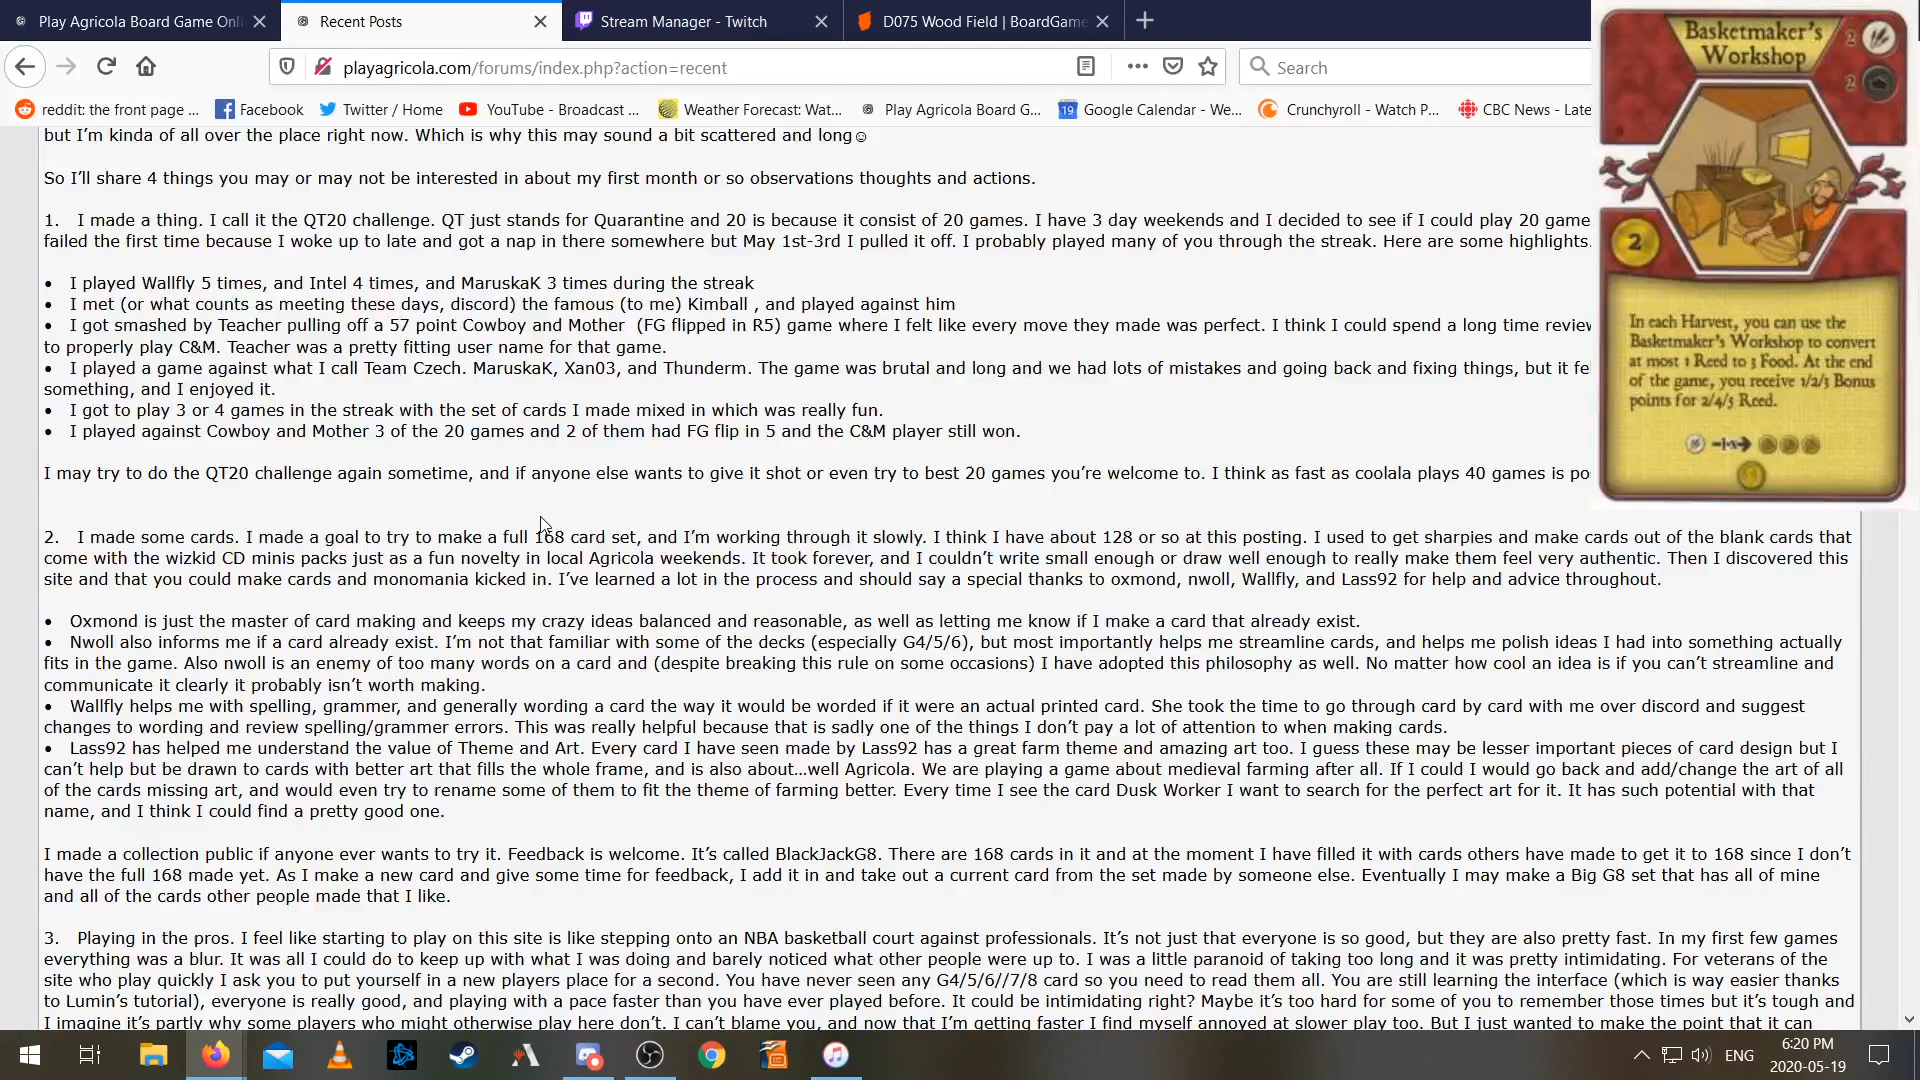 Play Agricola Board Game Onli
Recent Posts
Stream Manager - Twitch
D075 Wood Field | BoardGame
playagricola.com/forums/index.php?action=recent
Search
reddit: the front page ...
Facebook
Twitter / Home
YouTube - Broadcast ...
Weather Forecast: Wat...
Play Agricola Board G...
19
Google Calendar - We...
Crunchyroll - Watch P...
CBC News - Late
but I'm kinda of all over the place right now. Which is why this may sound a bit scattered and long☺
So I'll share 4 things you may or may not be interested in about my first month or so observations thoughts and actions.
1. I made a thing. I call it the QT20 challenge. QT just stands for Quarantine and 20 is because it consist of 20 games. I have 3 day weekends and I decided to see if I could play 20 game
failed the first time because I woke up to late and got a nap in there somewhere but May 1st-3rd I pulled it off. I probably played many of you through the streak. Here are some highlights.
• I played Wallfly 5 times, and Intel 4 times, and MaruskaK 3 times during the streak
• I met (or what counts as meeting these days, discord) the famous (to me) Kimball , and played against him
• I got smashed by Teacher pulling off a 57 point Cowboy and Mother (FG flipped in R5) game where I felt like every move they made was perfect. I think I could spend a long time review
to properly play C&M. Teacher was a pretty fitting user name for that game.
• I played a game against what I call Team Czech. MaruskaK, Xan03, and Thunderm. The game was brutal and long and we had lots of mistakes and going back and fixing things, but it fel
something, and I enjoyed it.
• I got to play 3 or 4 games in the streak with the set of cards I made mixed in which was really fun.
• I played against Cowboy and Mother 3 of the 20 games and 2 of them had FG flip in 5 and the C&M player still won.
I may try to do the QT20 challenge again sometime, and if anyone else wants to give it shot or even try to best 20 games you're welcome to. I think as fast as coolala plays 40 games is po
2. I made some cards. I made a goal to try to make a full 168 card set, and I'm working through it slowly. I think I have about 128 or so at this posting. I used to get sharpies and make cards out of the blank cards that
come with the wizkid CD minis packs just as a fun novelty in local Agricola weekends. It took forever, and I couldn't write small enough or draw well enough to really make them feel very authentic. Then I discovered this
site and that you could make cards and monomania kicked in. I've learned a lot in the process and should say a special thanks to oxmond, nwoll, Wallfly, and Lass92 for help and advice throughout.
• Oxmond is just the master of card making and keeps my crazy ideas balanced and reasonable, as well as letting me know if I make a card that already exist.
• Nwoll also informs me if a card already exist. I'm not that familiar with some of the decks (especially G4/5/6), but most importantly helps me streamline cards, and helps me polish ideas I had into something actually
fits in the game. Also nwoll is an enemy of too many words on a card and (despite breaking this rule on some occasions) I have adopted this philosophy as well. No matter how cool an idea is if you can't streamline and
communicate it clearly it probably isn't worth making.
• Wallfly helps me with spelling, grammer, and generally wording a card the way it would be worded if it were an actual printed card. She took the time to go through card by card with me over discord and suggest
changes to wording and review spelling/grammer errors. This was really helpful because that is sadly one of the things I don't pay a lot of attention to when making cards.
• Lass92 has helped me understand the value of Theme and Art. Every card I have seen made by Lass92 has a great farm theme and amazing art too. I guess these may be lesser important pieces of card design but I
can't help but be drawn to cards with better art that fills the whole frame, and is also about...well Agricola. We are playing a game about medieval farming after all. If I could I would go back and add/change the art of all
of the cards missing art, and would even try to rename some of them to fit the theme of farming better. Every time I see the card Dusk Worker I want to search for the perfect art for it. It has such potential with that
name, and I think I could find a pretty good one.
I made a collection public if anyone ever wants to try it. Feedback is welcome. It's called BlackJackG8. There are 168 cards in it and at the moment I have filled it with cards others have made to get it to 168 since I don't
have the full 168 made yet. As I make a new card and give some time for feedback, I add it in and take out a current card from the set made by someone else. Eventually I may make a Big G8 set that has all of mine
and all of the cards other people made that I like.
3. Playing in the pros. I feel like starting to play on this site is like stepping onto an NBA basketball court against professionals. It's not just that everyone is so good, but they are also pretty fast. In my first few games
everything was a blur. It was all I could do to keep up with what I was doing and barely noticed what other people were up to. I was a little paranoid of taking too long and it was pretty intimidating. For veterans of the
site who play quickly I ask you to put yourself in a new players place for a second. You have never seen any G4/5/6//7/8 card so you need to read them all. You are still learning the interface (which is way easier thanks
to Lumin's tutorial), everyone is really good, and playing with a pace faster than you have ever played before. It could be intimidating right? Maybe it's too hard for some of you to remember those times but it's tough and
I imagine it's partly why some players who might otherwise play here don't. I can't blame you, and now that I'm getting faster I find myself annoyed at slower play too. But I just wanted to make the point that it can
Basketmaker's
Workshop
2
2
2
In each Harvest, you can use the
Basketmaker's Workshop to convert
at most 1 Reed to 3 Food. At the end
of the game, you receive 1/2/3 Bonus
points for 2/4/5 Reed.
ENG
6:20 PM
2020-05-19